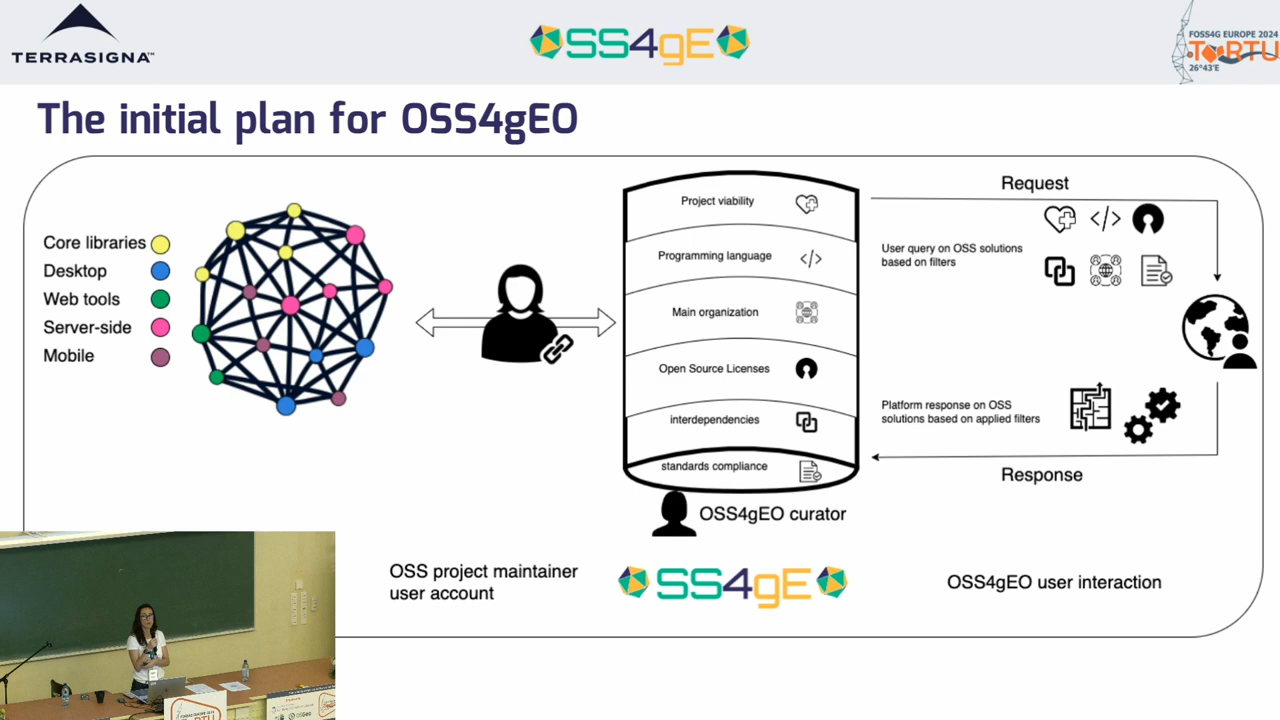 TERRASIGNA™
OSS4gEO
FOSS4G EUROPE 2024
TORTU
26°43'E
The initial plan for OSS4gEO
Core libraries
Desktop
Web tools
Server-side
Mobile
Project viability
Programming language
</>
Main organization
Open Source Licenses
interdependencies
standards compliance
OSS4gEO curator
OSS project maintainer
user account
OSS4gEO
Request
</>
User query on OSS solutions
based on filters
Platform response on OSS
solutions based on applied filters
Response
OSS4gEO user interaction